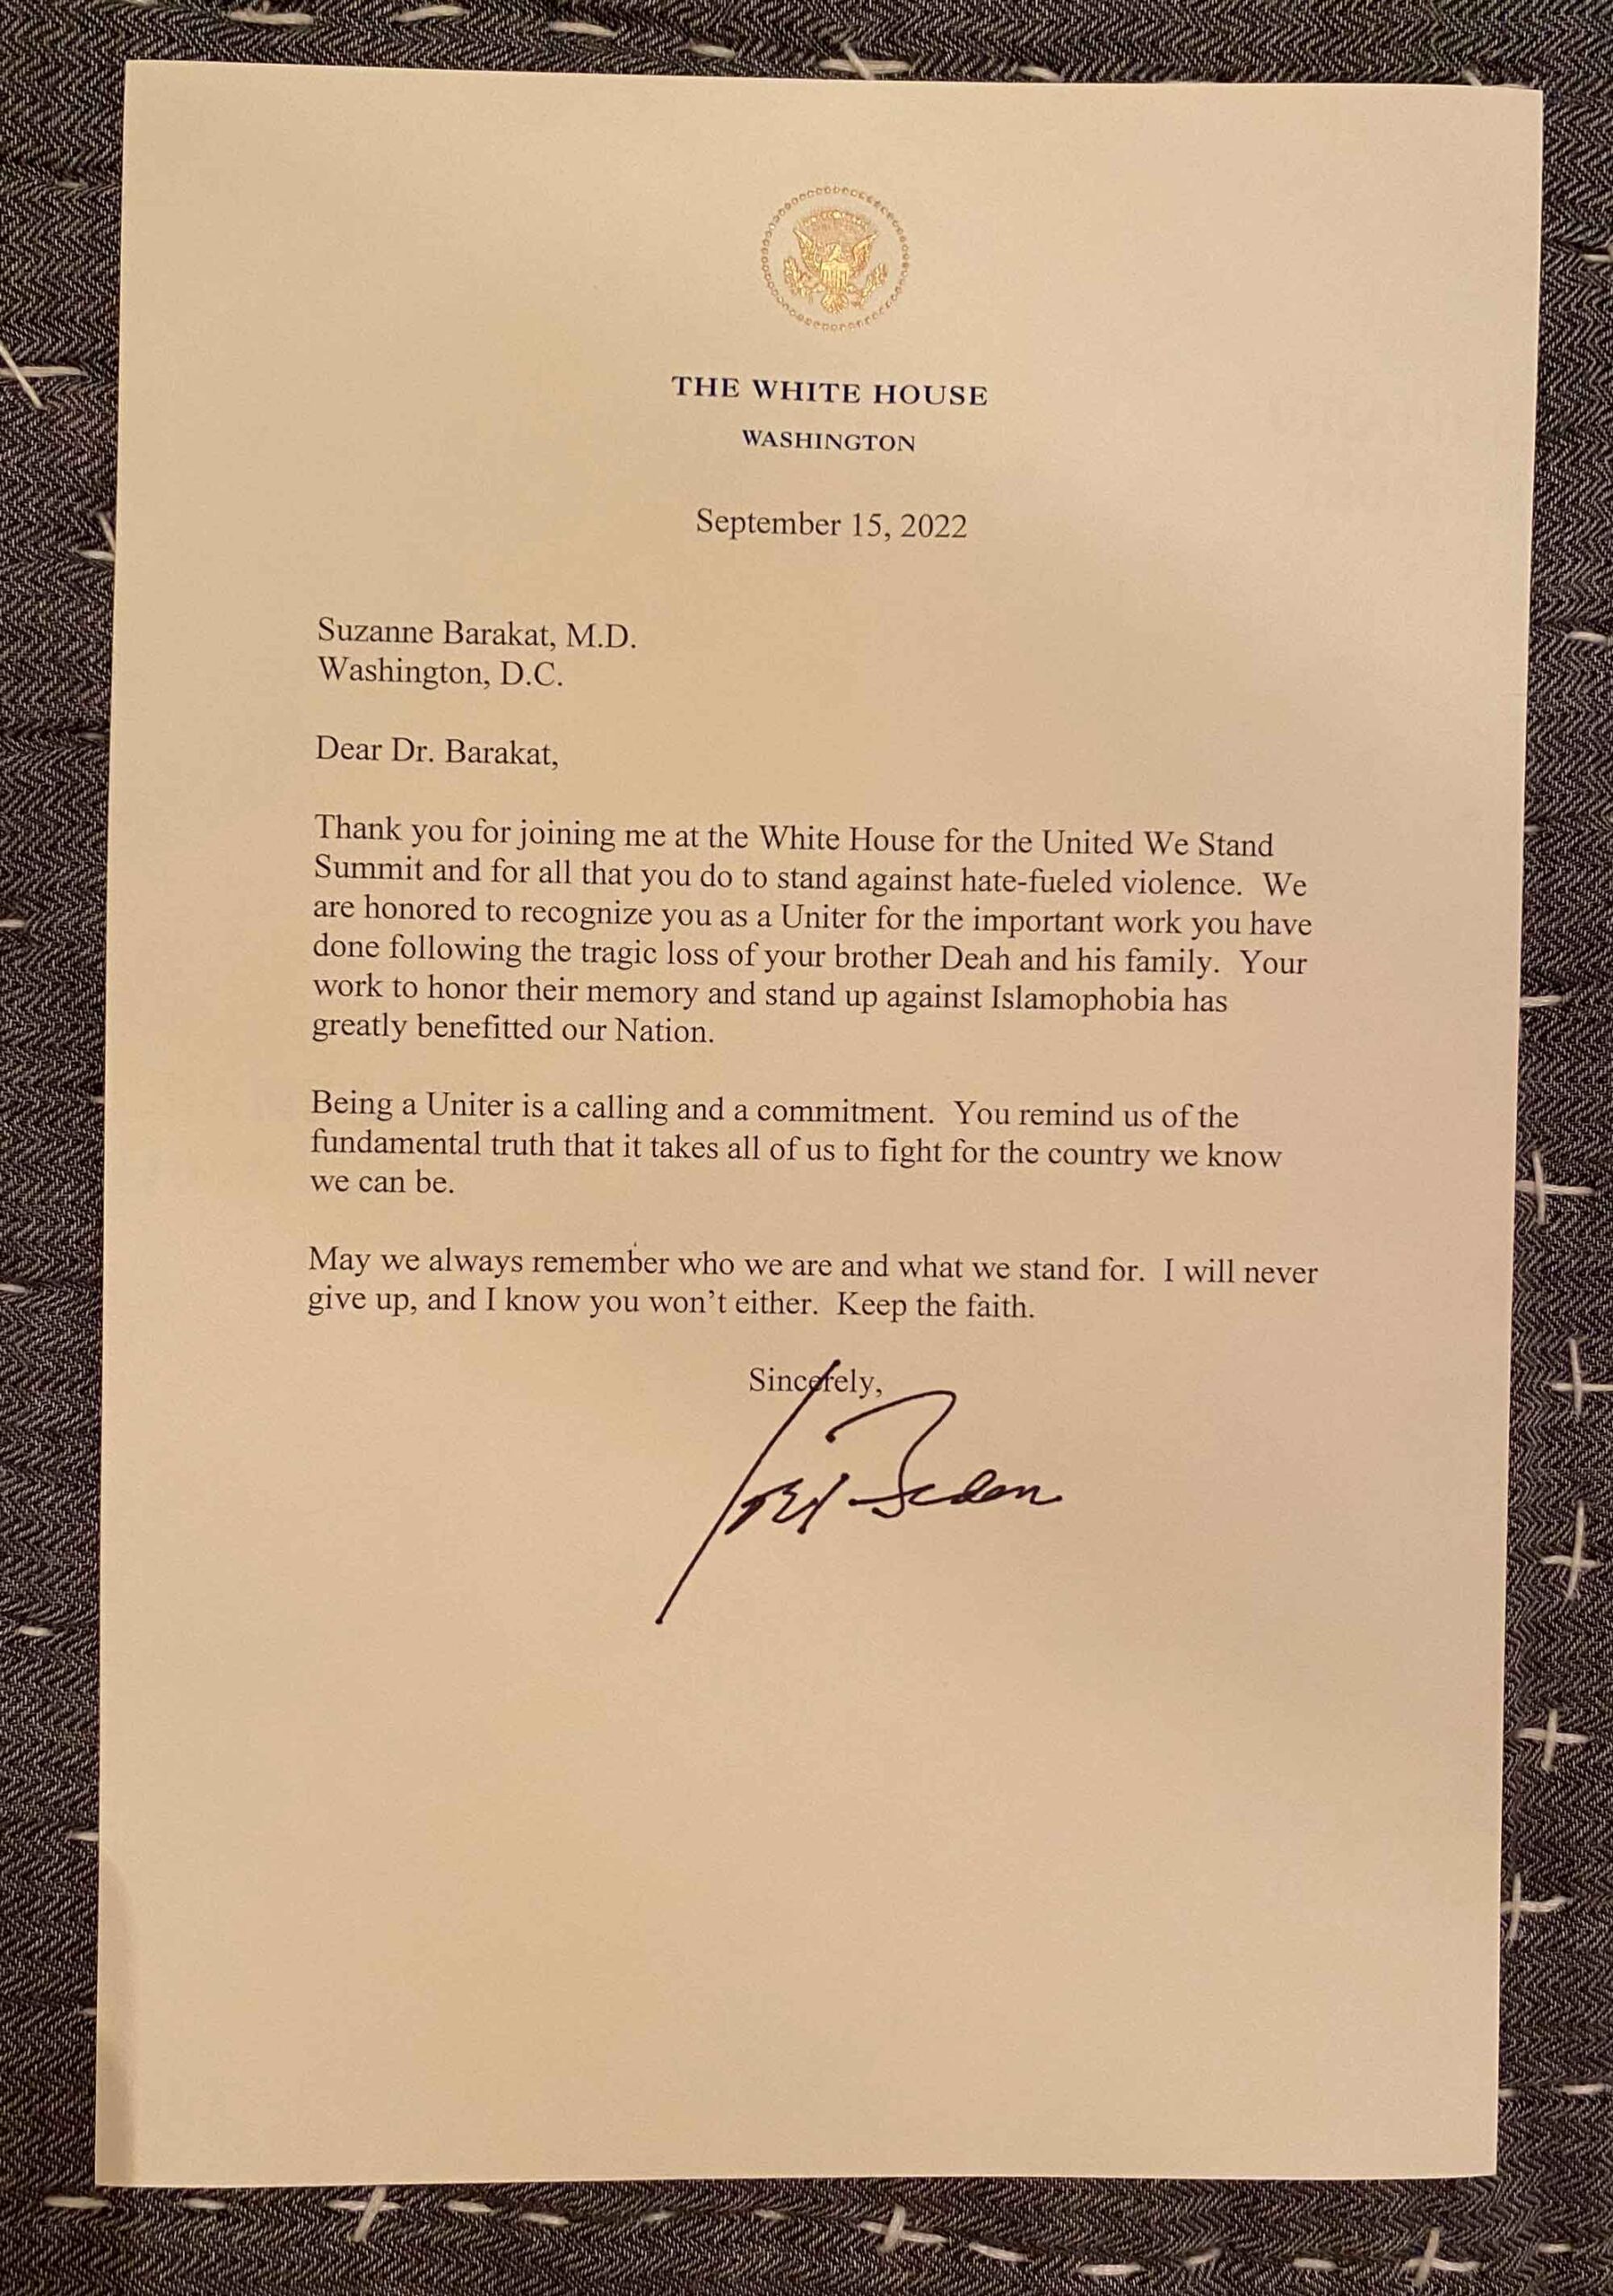 THE WHITE HOUSE
WASHINGTON
September 15, 2022
Suzanne Barakat, M.D.
Washington, D.C.
Dear Dr. Barakat,
Thank you for joining me at the White House for the United We Stand
Summit and for all that you do to stand against hate-fueled violence.  We
are honored to recognize you as a Uniter for the important work you have
done following the tragic loss of your brother Deah and his family.  Your
work to honor their memory and stand up against Islamophobia has
greatly benefitted our Nation.
Being a Uniter is a calling and a commitment.  You remind us of the
fundamental truth that it takes all of us to fight for the country we know
we can be.
May we always remember who we are and what we stand for.  I will never
give up, and I know you won’t either.  Keep the faith.
Sincerely,
Joe Biden